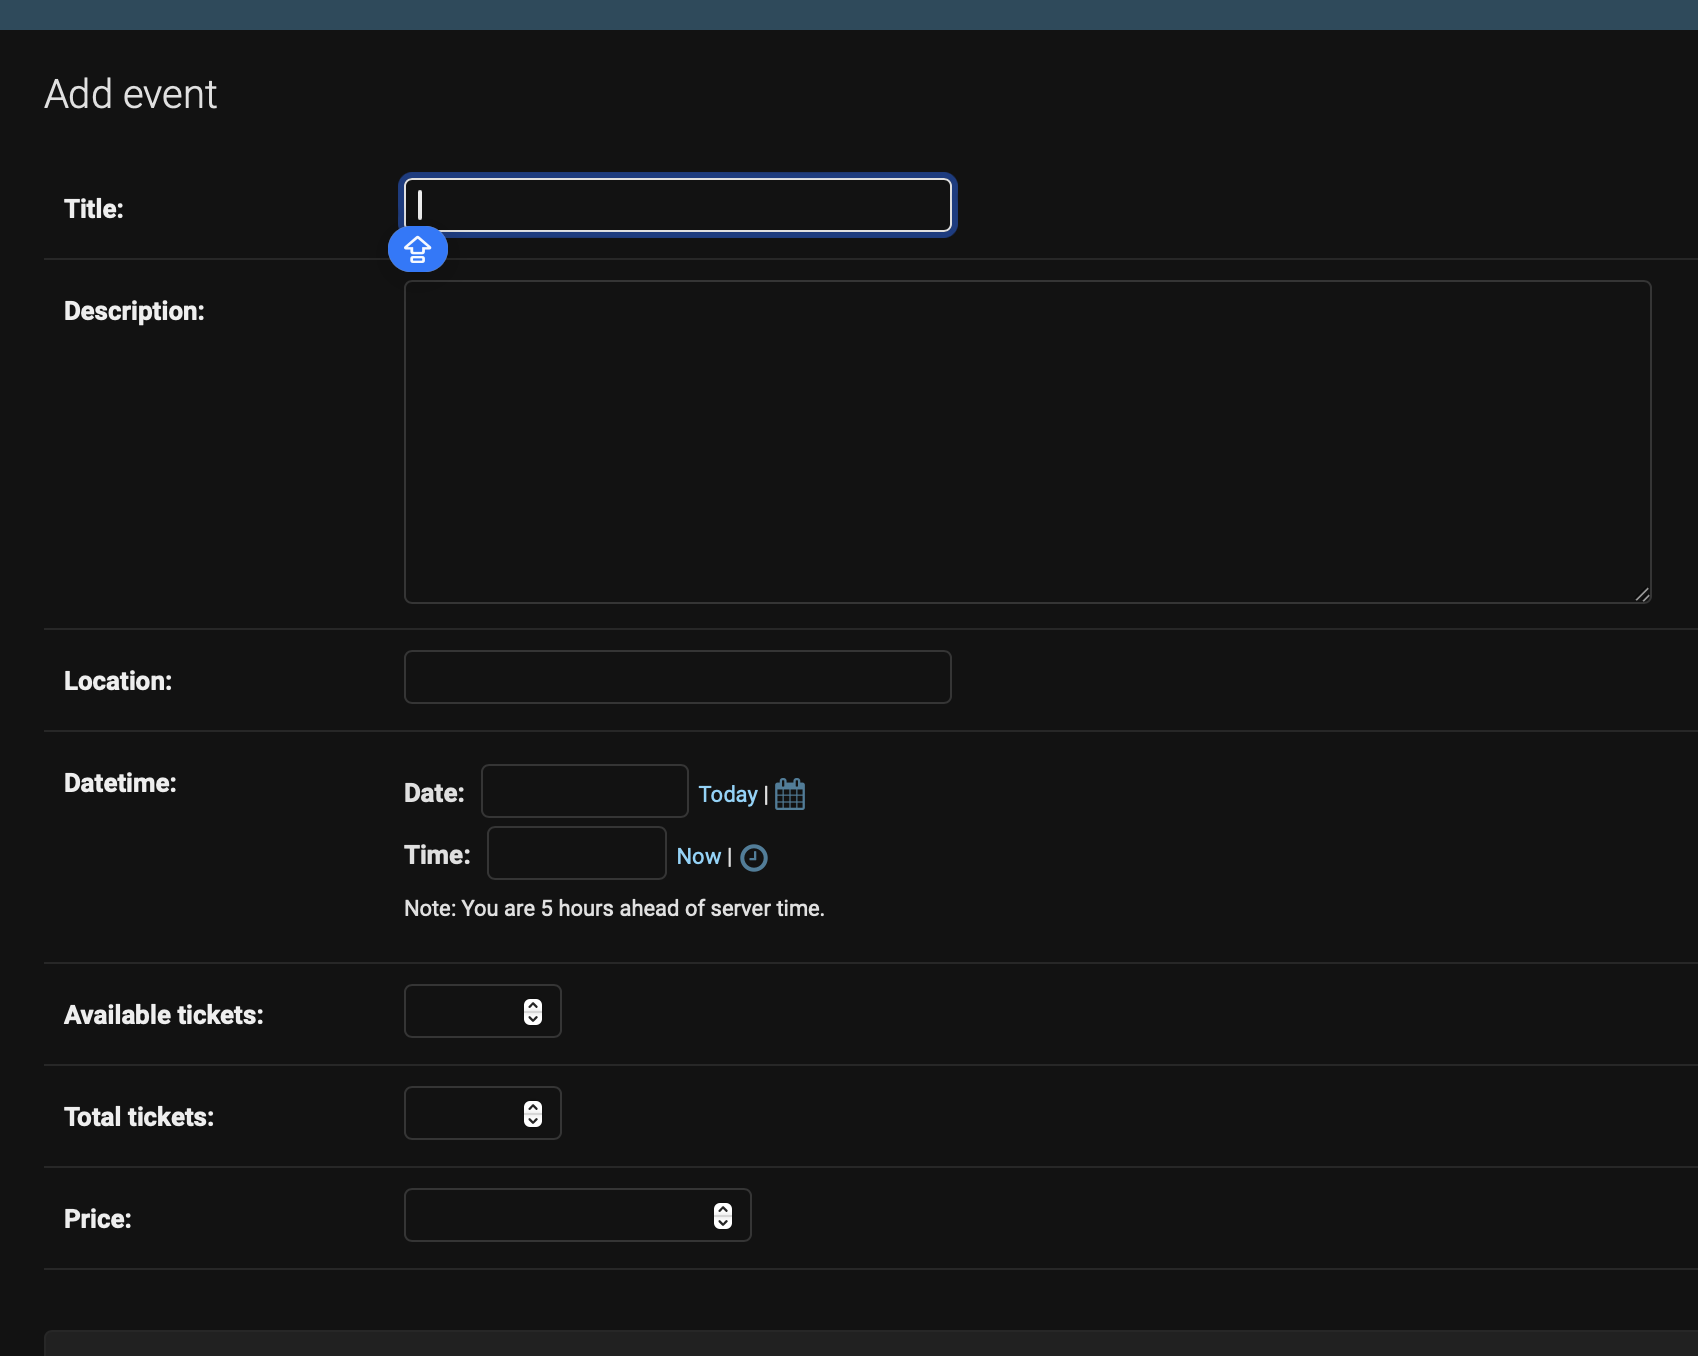 Add event
Title:
Description:
Location:
Datetime:
Date: Today |
Time: Now |
Note: You are 5 hours ahead of server time.
Available tickets:
Total tickets:
Price: